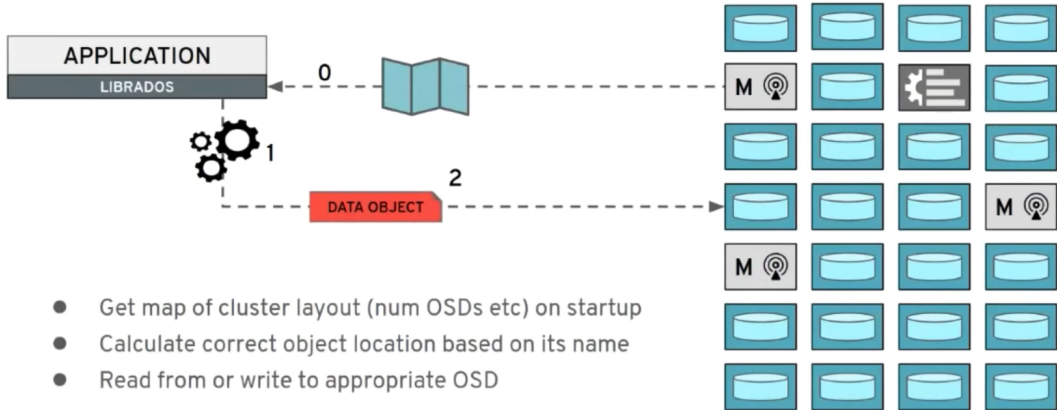 APPLICATION
LIBRADOS
0
M
1
2
DATA OBJECT
M
M
● Get map of cluster layout (num OSDs etc) on startup
● Calculate correct object location based on its name
● Read from or write to appropriate OSD